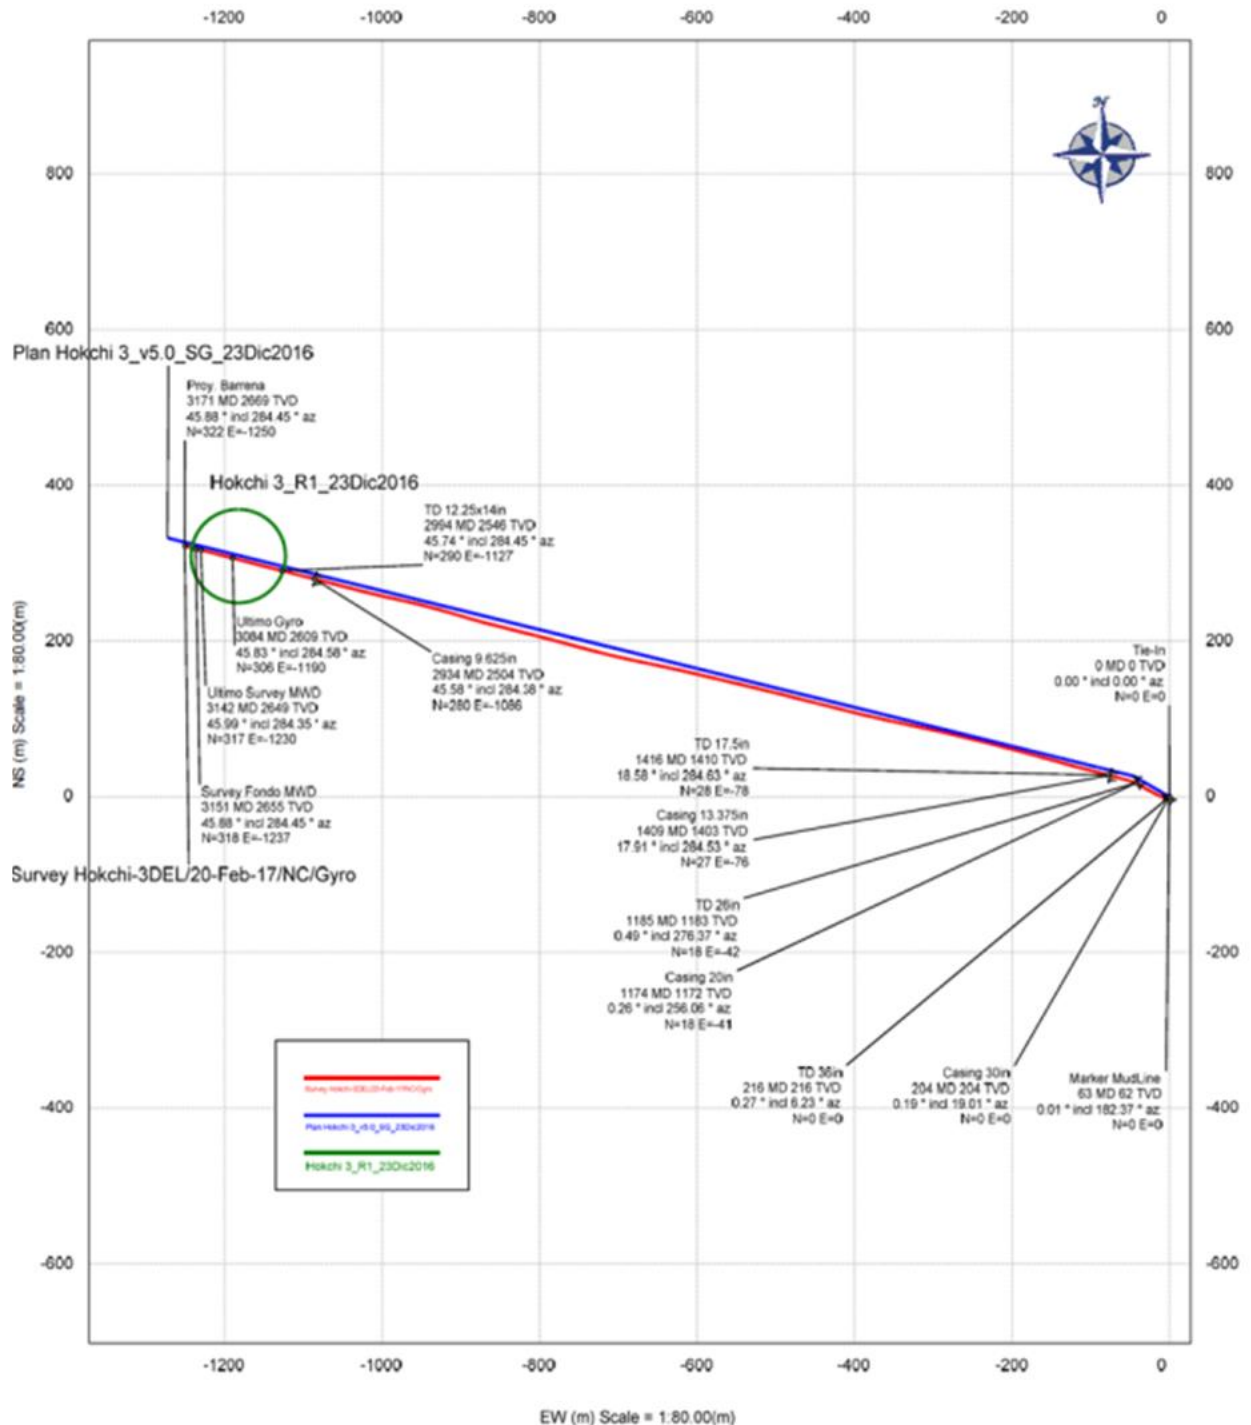 -1200 -1000 -800 -600 -400 -200 0
N
800 800
600 600
Plan Hokchi 3_v5.0_SG_23Dic2016
Proy. Barrena
3171 MD 2669 TVD
45.88 ° incl 284.45 ° az
N=322 E=-1250
400 400
Hokchi 3_R1_23Dic2016
TD 12.25x14in
2994 MD 2546 TVD
45.74 ° incl 284.45 ° az
N=290 E=-1127
Ultimo Gyro
3084 MD 2609 TVD
45.83 ° incl 284.58 ° az
N=306 E=-1190
Casing 9.625in
2934 MD 2504 TVD
45.58 ° incl 284.38 ° az
N=280 E=-1086
200 200
Tie-In
0 MD 0 TVD
0.00 ° incl 0.00 ° az
N=0 E=0
Ultimo Survey MWD
3142 MD 2649 TVD
45.99 ° incl 284.35 ° az
N=317 E=-1230
TD 17.5in
1416 MD 1410 TVD
18.58 ° incl 284.63 ° az
N=28 E=-78
Survey Fondo MWD
3151 MD 2655 TVD
45.88 ° incl 284.45 ° az
N=318 E=-1237
0 0
Casing 13.375in
1409 MD 1403 TVD
17.91 ° incl 284.53 ° az
N=27 E=-76
Survey Hokchi-3DEL/20-Feb-17/NC/Gyro
TD 26in
1185 MD 1183 TVD
0.49 ° incl 276.37 ° az
N=18 E=-42
-200 -200
Casing 20in
1174 MD 1172 TVD
0.26 ° incl 256.06 ° az
N=18 E=-41
TD 36in
216 MD 216 TVD
0.27 ° incl 6.23 ° az
N=0 E=0
Casing 30in
204 MD 204 TVD
0.19 ° incl 19.01 ° az
N=0 E=0
Marker MudLine
63 MD 62 TVD
0.01 ° incl 182.37 ° az
N=0 E=0
-400 -400
Survey Hokchi-3DEL/20-Feb-17/NC/Gyro
Plan Hokchi 3_v5.0_SG_23Dic2016
Hokchi 3_R1_23Dic2016
-600 -600
-1200 -1000 -800 -600 -400 -200 0
NS (m) Scale = 1:80.00(m)
EW (m) Scale = 1:80.00(m)